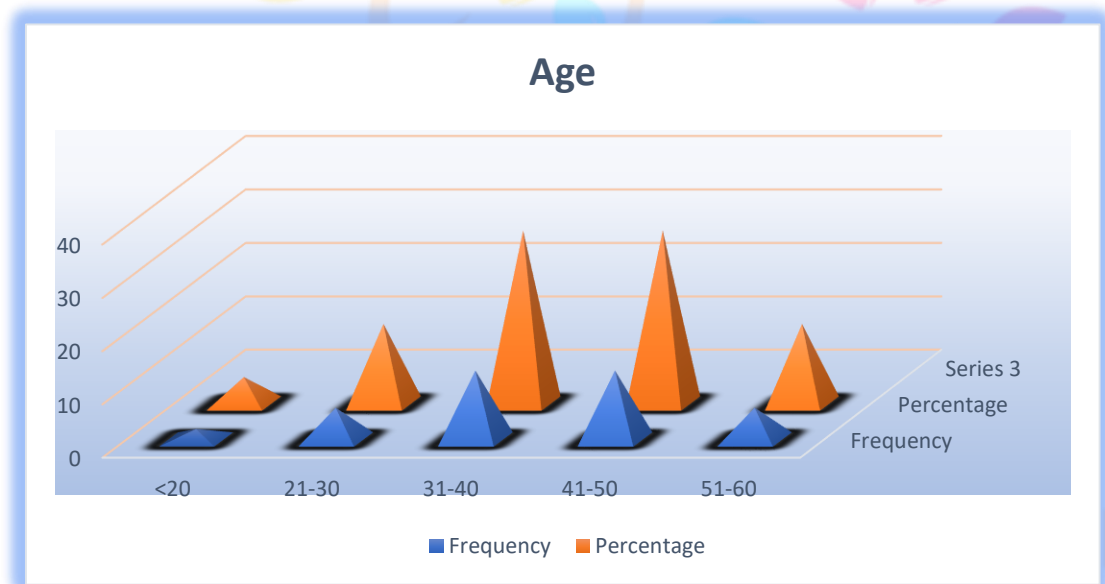 Age
40
30
20
10
0
Series 3
Percentage
Frequency
<20 21-30 31-40 41-50 51-60
Frequency Percentage